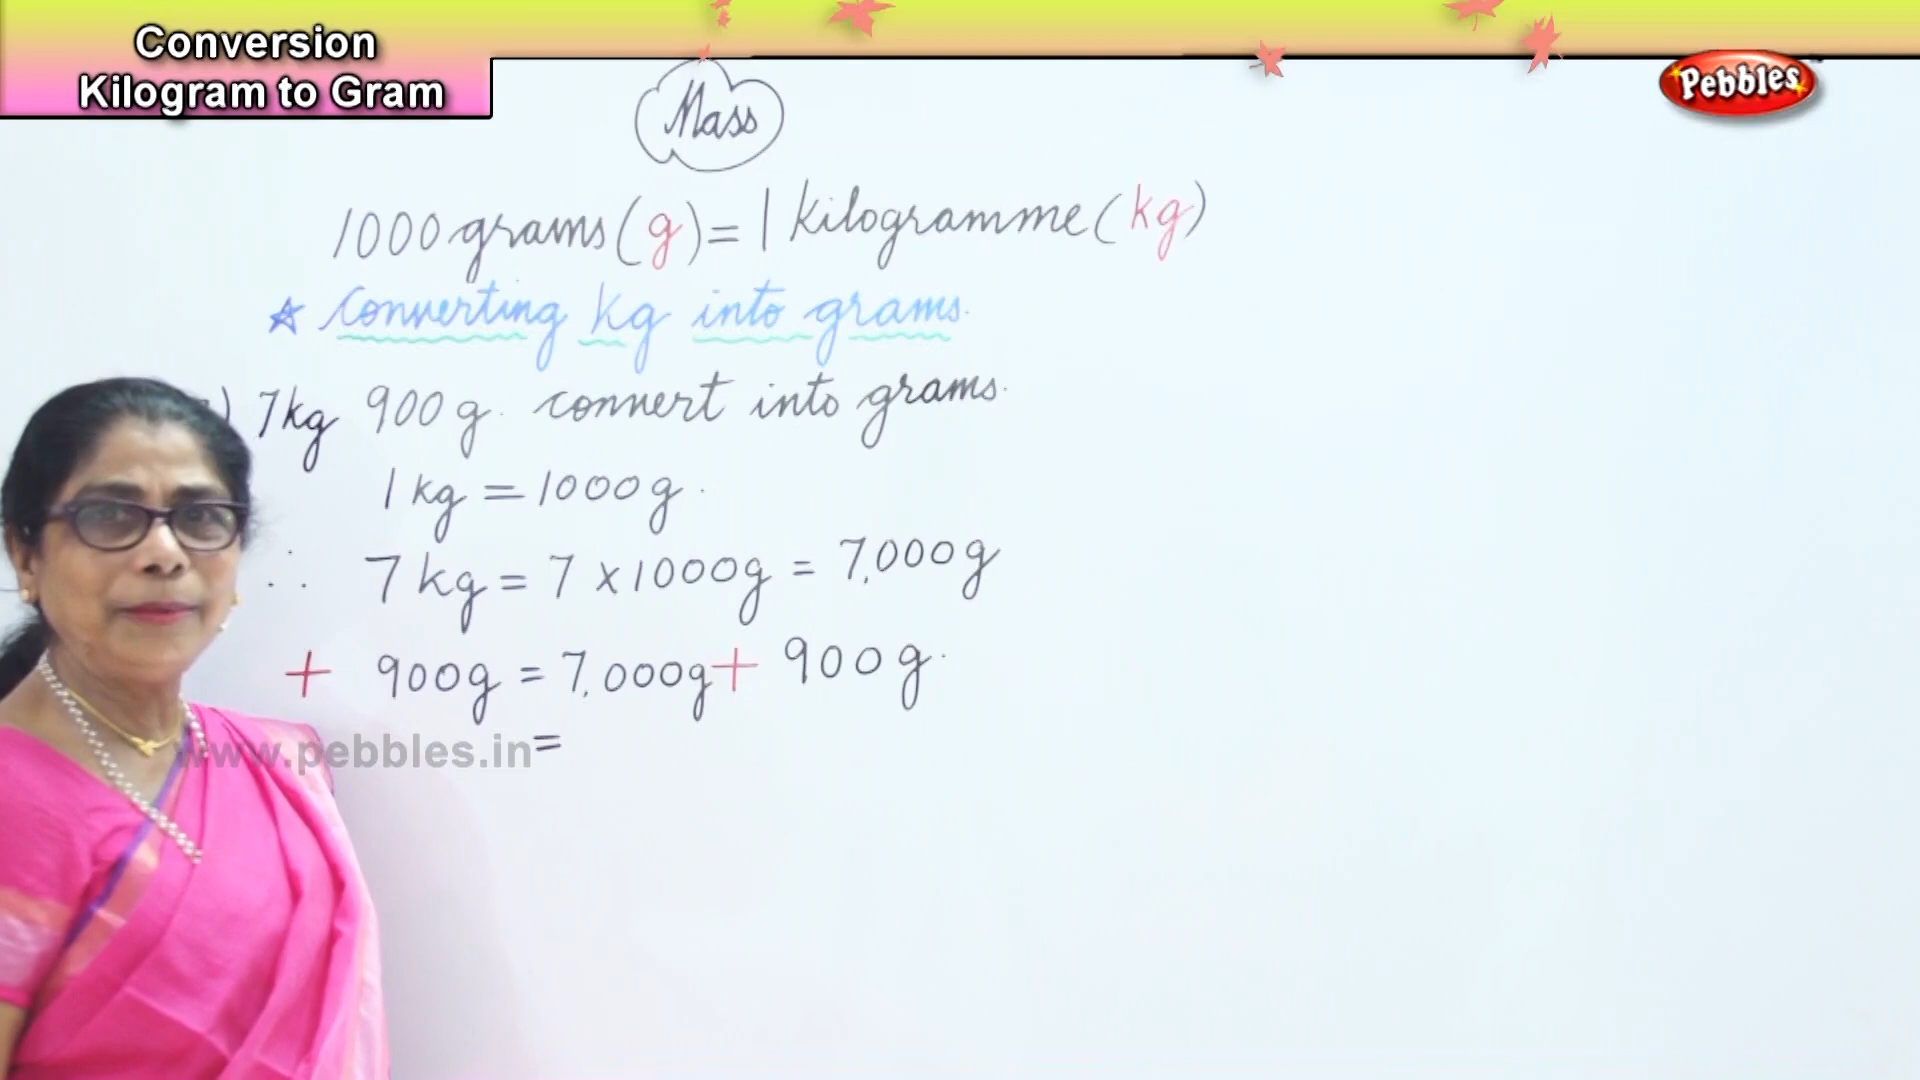 Conversion
Kilogram to Gram
Pebbles
Mass
1000 grams (g) = 1 kilogramme (kg)
☆ Converting kg into grams.
) 7kg 900 g. convert into grams.
1 kg = 1000g.
∴ 7 kg = 7 x 1000g = 7,000g
+ 900g = 7,000g + 900g.
=
www.pebbles.in